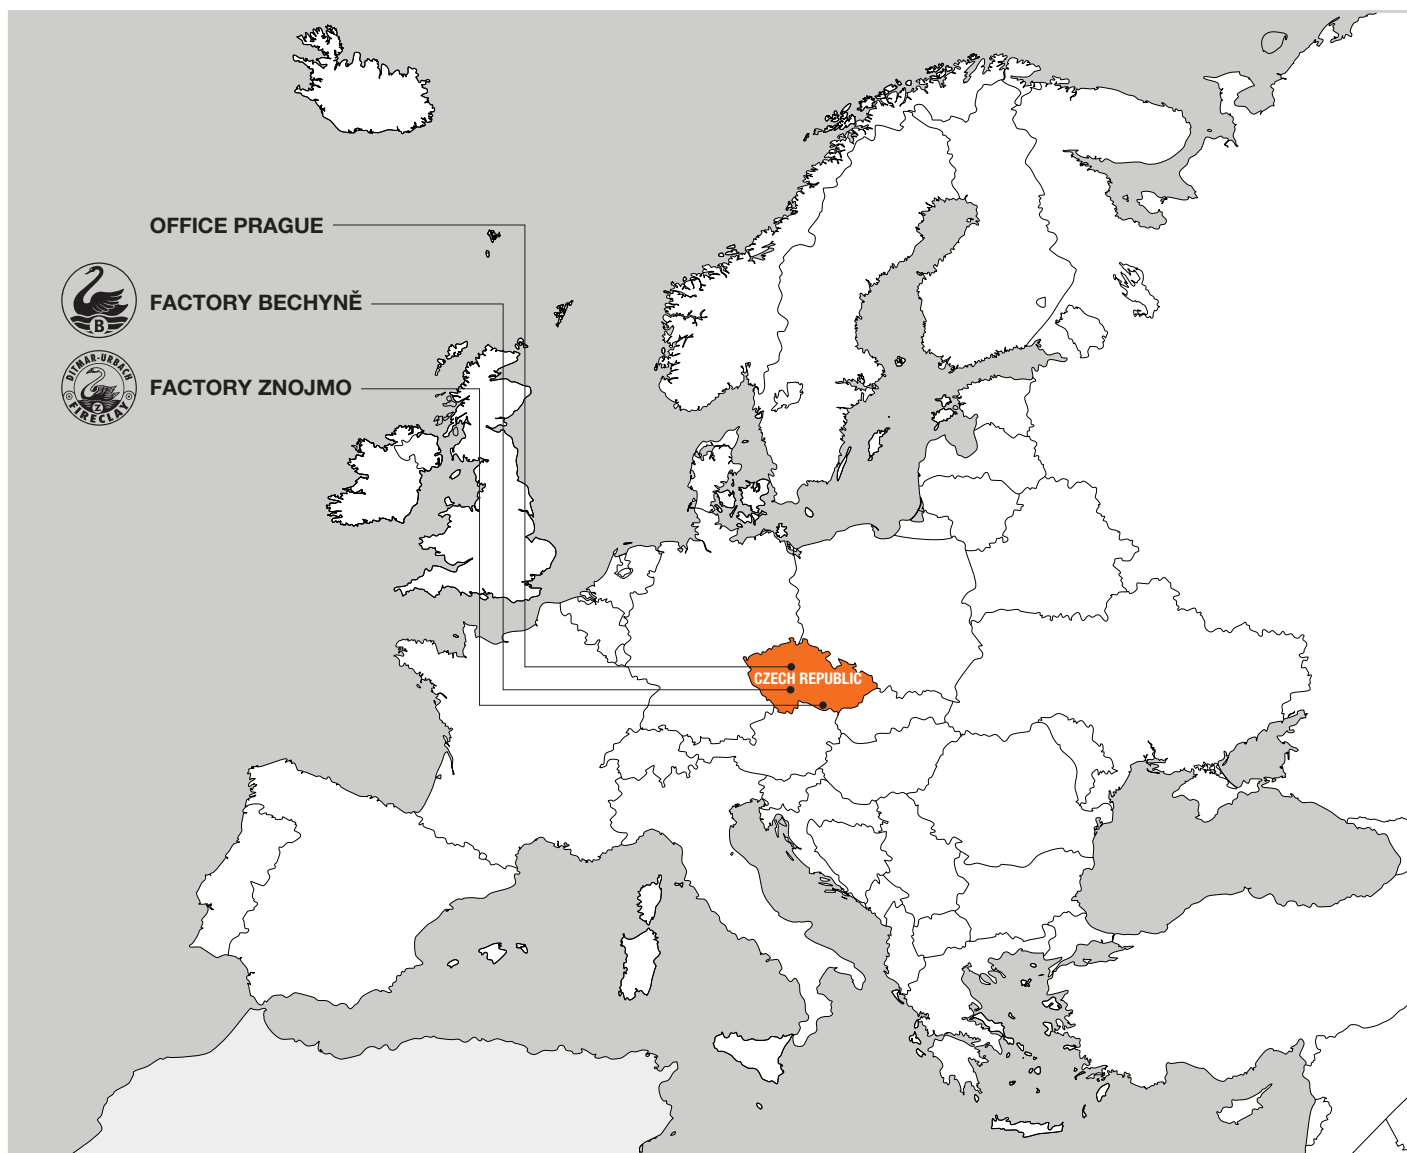 OFFICE PRAGUE
B
FACTORY BECHYNĚ
DITMAR-URBACH
Z
FIRECLAY
FACTORY ZNOJMO
CZECH REPUBLIC